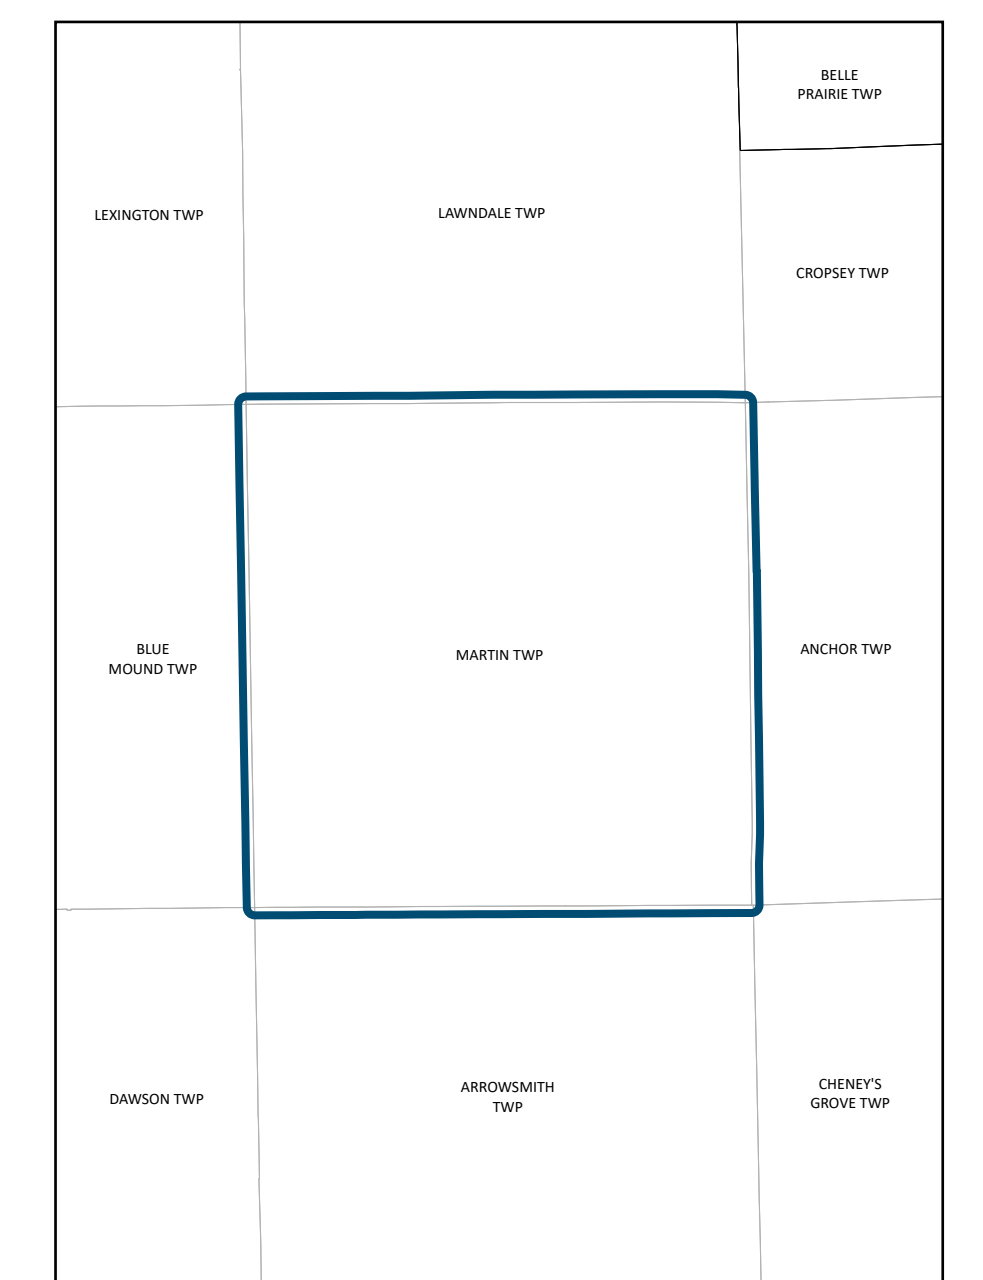 BELLE
PRAIRIE TWP
LEXINGTON TWP
LAWNDALE TWP
CROPSEY TWP
BLUE
MOUND TWP
MARTIN TWP
ANCHOR TWP
DAWSON TWP
ARROWSMITH
TWP
CHENEY'S
GROVE TWP